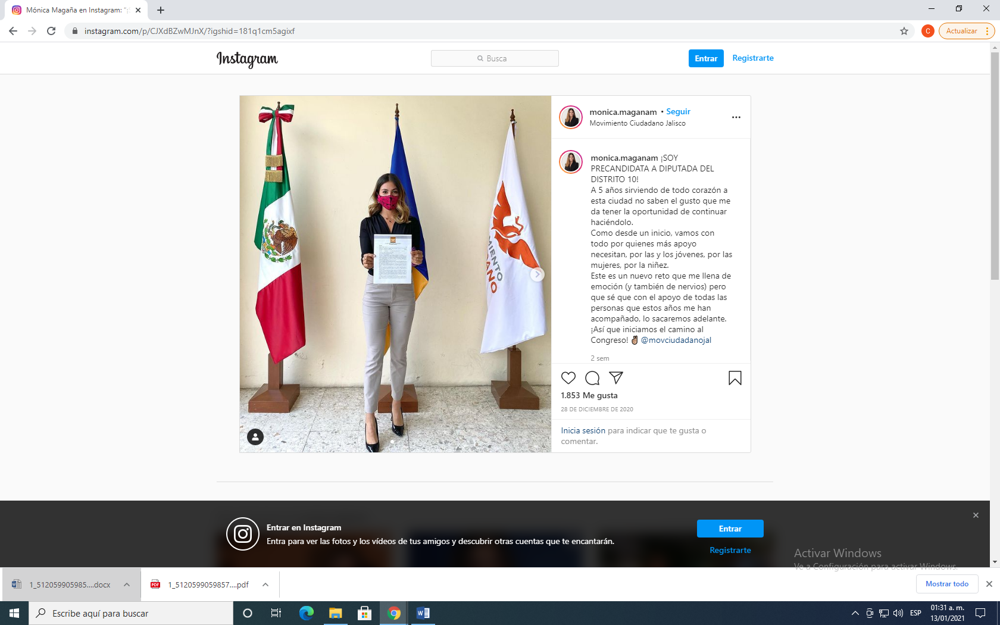 Mónica Magaña en Instagram: "
instagram.com/p/CJXdBZwMJnX/?igshid=181q1cm5agixf
C
Actualizar
Instagram
Busca
Entrar
Registrarte
MIENTO
ANO
monica.maganam • Seguir
Movimiento Ciudadano Jalisco
monica.maganam ¡SOY
PRECANDIDATA A DIPUTADA DEL
DISTRITO 10!
A 5 años sirviendo de todo corazón a
esta ciudad no saben el gusto que me
da tener la oportunidad de continuar
haciéndolo.
Como desde un inicio, vamos con
todo por quienes más apoyo
necesitan, por las y los jóvenes, por las
mujeres, por la niñez.
Este es un nuevo reto que me llena de
emoción (y también de nervios) pero
que sé que con el apoyo de todas las
personas que estos años me han
acompañado, lo sacaremos adelante.
¡Así que iniciamos el camino al
Congreso! ✌🏽 @movciudadanojal
2 sem
1.853 Me gusta
28 DE DICIEMBRE DE 2020
Inicia sesión para indicar que te gusta o
comentar.
Entrar en Instagram
Entra para ver las fotos y los vídeos de tus amigos y descubrir otras cuentas que te encantarán.
Entrar
Registrarte
Activar Windows
Ve a Configuración para activar Windows.
1_512059905985....docx
PDF
1_5120599059857....pdf
Mostrar todo
Escribe aquí para buscar
ESP
01:31 a. m.
13/01/2021